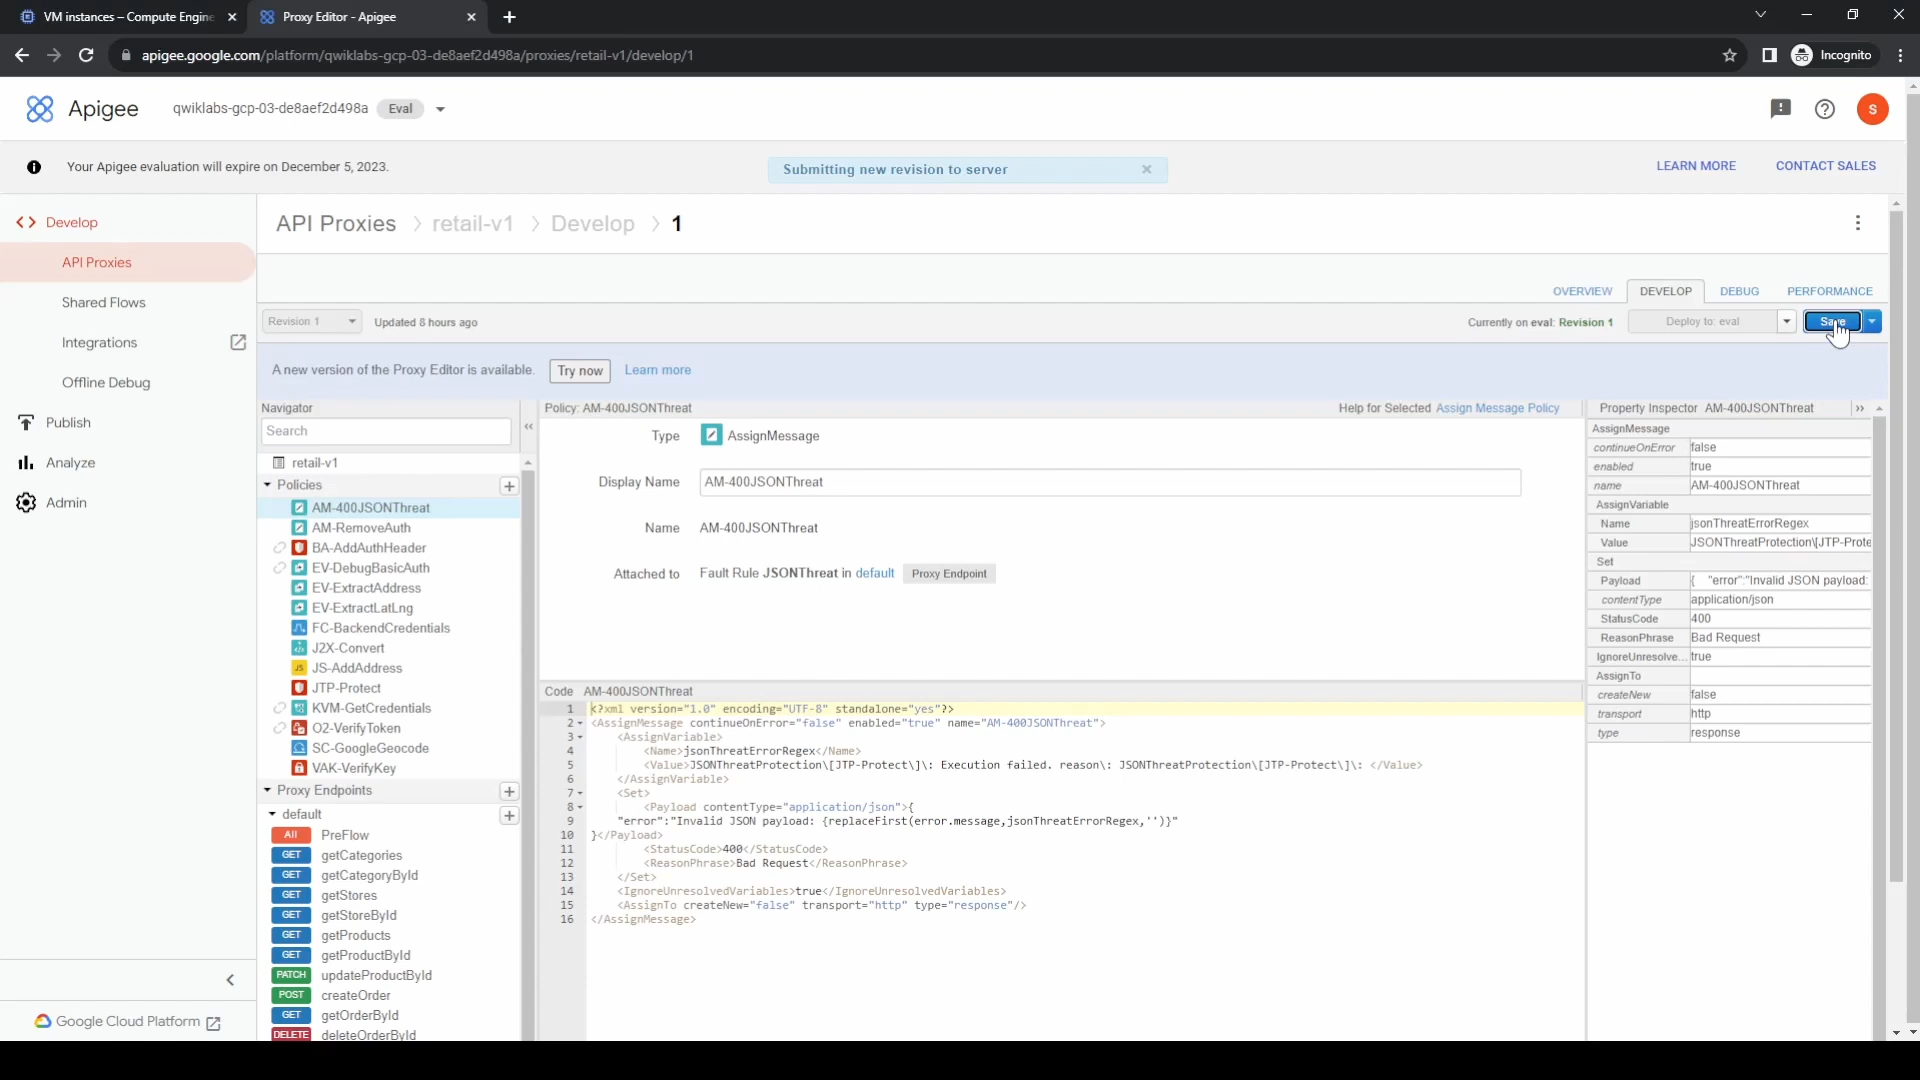 VM instances – Compute Engine
Proxy Editor - Apigee
apigee.google.com/platform/qwiklabs-gcp-03-de8aef2d498a/proxies/retail-v1/develop/1
Incognito
Apigee
qwiklabs-gcp-03-de8aef2d498a
Eval
S
Your Apigee evaluation will expire on December 5, 2023.
Submitting new revision to server
LEARN MORE
CONTACT SALES
Develop
API Proxies
Shared Flows
Integrations
Offline Debug
Publish
Analyze
Admin
Google Cloud Platform
API Proxies > retail-v1 > Develop > 1
OVERVIEW
DEVELOP
DEBUG
PERFORMANCE
Revision 1
Updated 8 hours ago
Currently on eval: Revision 1
Deploy to: eval
Save
A new version of the Proxy Editor is available.
Try now
Learn more
Navigator
Search
retail-v1
Policies
AM-400JSONThreat
AM-RemoveAuth
BA-AddAuthHeader
EV-DebugBasicAuth
EV-ExtractAddress
EV-ExtractLatLng
FC-BackendCredentials
J2X-Convert
JS JS-AddAddress
JTP-Protect
KVM-GetCredentials
O2-VerifyToken
SC-GoogleGeocode
VAK-VerifyKey
Proxy Endpoints
default
All PreFlow
GET getCategories
GET getCategoryById
GET getStores
GET getStoreById
GET getProducts
GET getProductById
PATCH updateProductById
POST createOrder
GET getOrderById
DELETE deleteOrderById
Policy: AM-400JSONThreat
Help for Selected Assign Message Policy
Type AssignMessage
Display Name AM-400JSONThreat
Name AM-400JSONThreat
Attached to Fault Rule JSONThreat in default Proxy Endpoint
Code AM-400JSONThreat
1 <?xml version="1.0" encoding="UTF-8" standalone="yes"?>
2 <AssignMessage continueOnError="false" enabled="true" name="AM-400JSONThreat">
3 <AssignVariable>
4 <Name>jsonThreatErrorRegex</Name>
5 <Value>JSONThreatProtection\[JTP-Protect\]\: Execution failed. reason\: JSONThreatProtection\[JTP-Protect\]\: </Value>
6 </AssignVariable>
7 <Set>
8 <Payload contentType="application/json">{
9 "error":"Invalid JSON payload: {replaceFirst(error.message,jsonThreatErrorRegex,'')}"
10 }</Payload>
11 <StatusCode>400</StatusCode>
12 <ReasonPhrase>Bad Request</ReasonPhrase>
13 </Set>
14 <IgnoreUnresolvedVariables>true</IgnoreUnresolvedVariables>
15 <AssignTo createNew="false" transport="http" type="response"/>
16 </AssignMessage>
Property Inspector AM-400JSONThreat
AssignMessage
continueOnError false
enabled true
name AM-400JSONThreat
AssignVariable
Name jsonThreatErrorRegex
Value JSONThreatProtection\[JTP-Prote
Set
Payload { "error":"Invalid JSON payload:
contentType application/json
StatusCode 400
ReasonPhrase Bad Request
IgnoreUnresolve... true
AssignTo
createNew false
transport http
type response